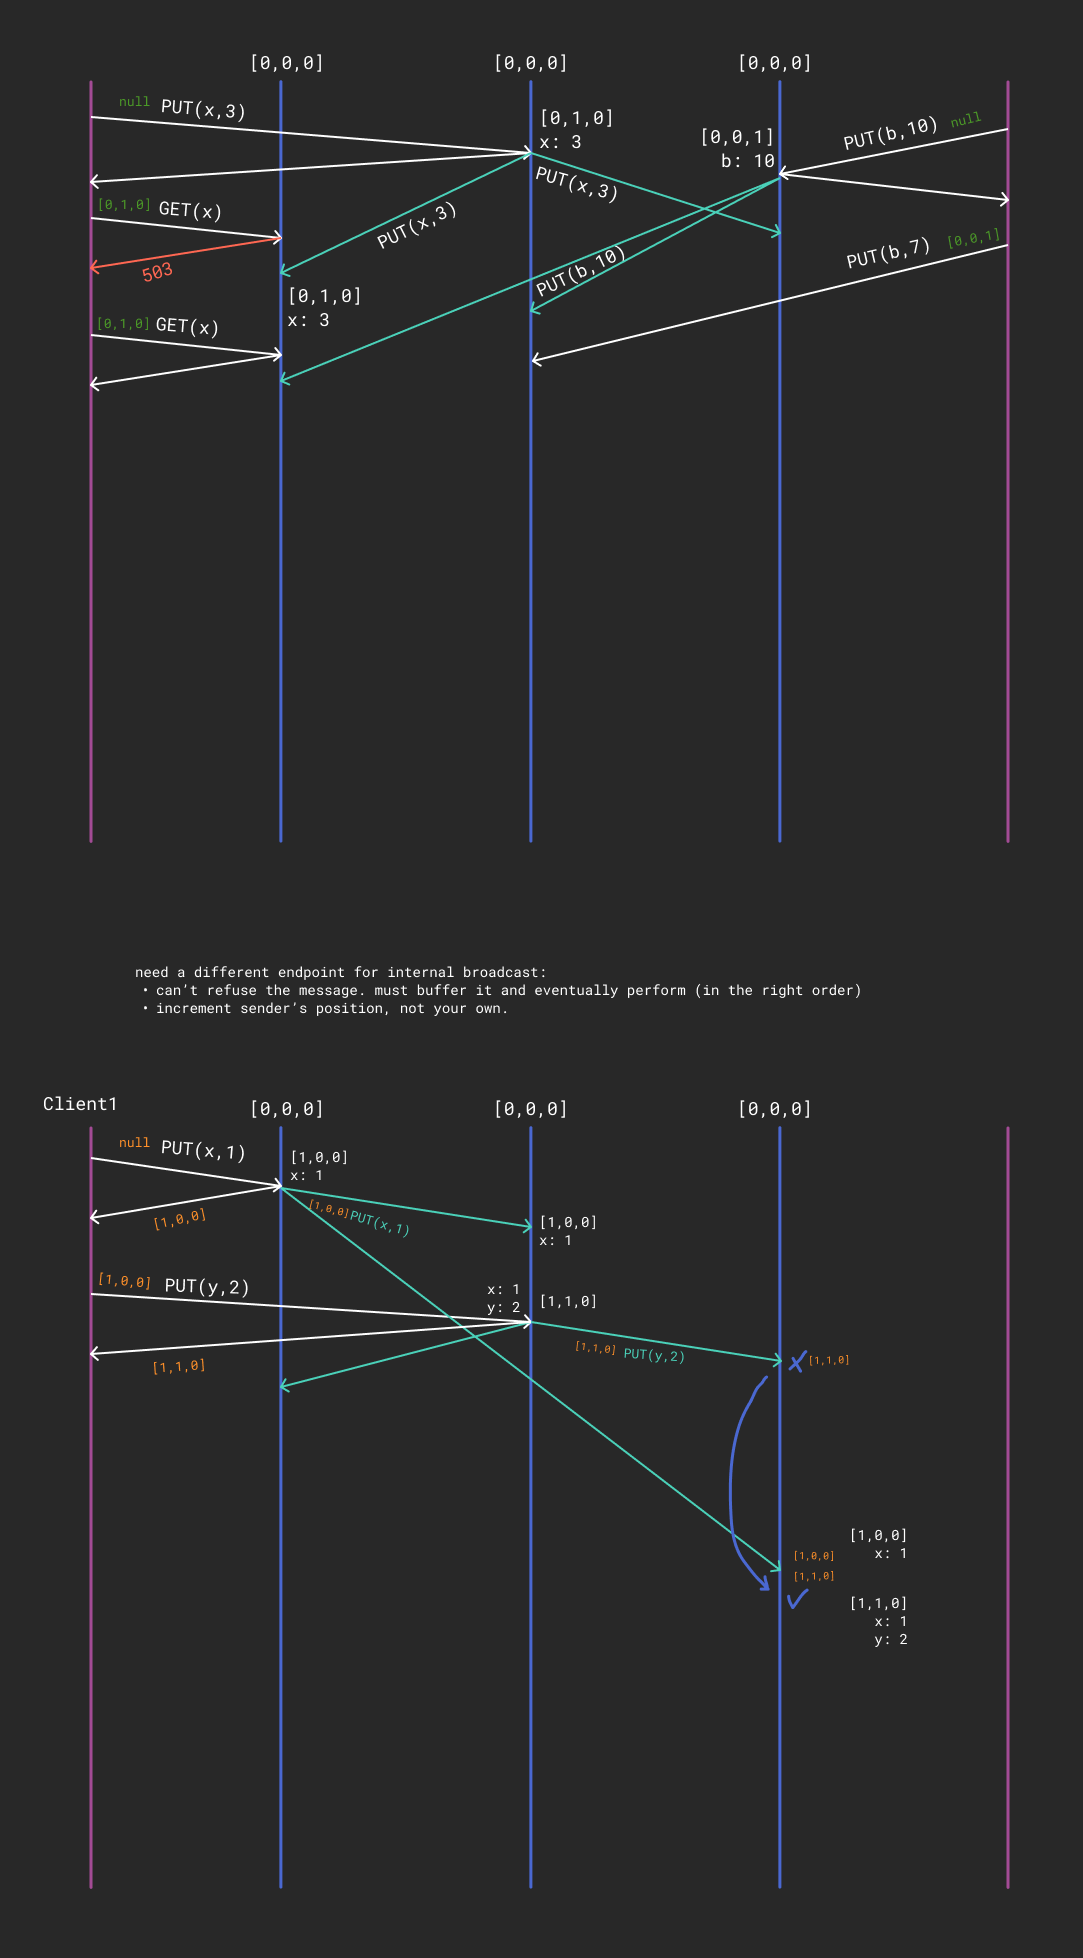 [0,0,0]
[0,0,0]
[0,0,0]
null
PUT(x,3)
[0,1,0]
x: 3
[0,0,1]
b: 10
PUT(b,10)
null
PUT(x,3)
PUT(x,3)
[0,1,0]
GET(x)
503
PUT(b,10)
PUT(b,7)
[0,0,1]
[0,1,0]
x: 3
[0,1,0]
GET(x)
need a different endpoint for internal broadcast:
• can’t refuse the message. must buffer it and eventually perform (in the right order)
• increment sender’s position, not your own.
Client1
[0,0,0]
[0,0,0]
[0,0,0]
null
PUT(x,1)
[1,0,0]
x: 1
[1,0,0]
[1,0,0]
PUT(x,1)
[1,0,0]
x: 1
[1,0,0]
PUT(y,2)
x: 1
y: 2
[1,1,0]
[1,1,0]
[1,1,0]
PUT(y,2)
[1,1,0]
[1,0,0]
x: 1
[1,0,0]
[1,1,0]
[1,1,0]
x: 1
y: 2